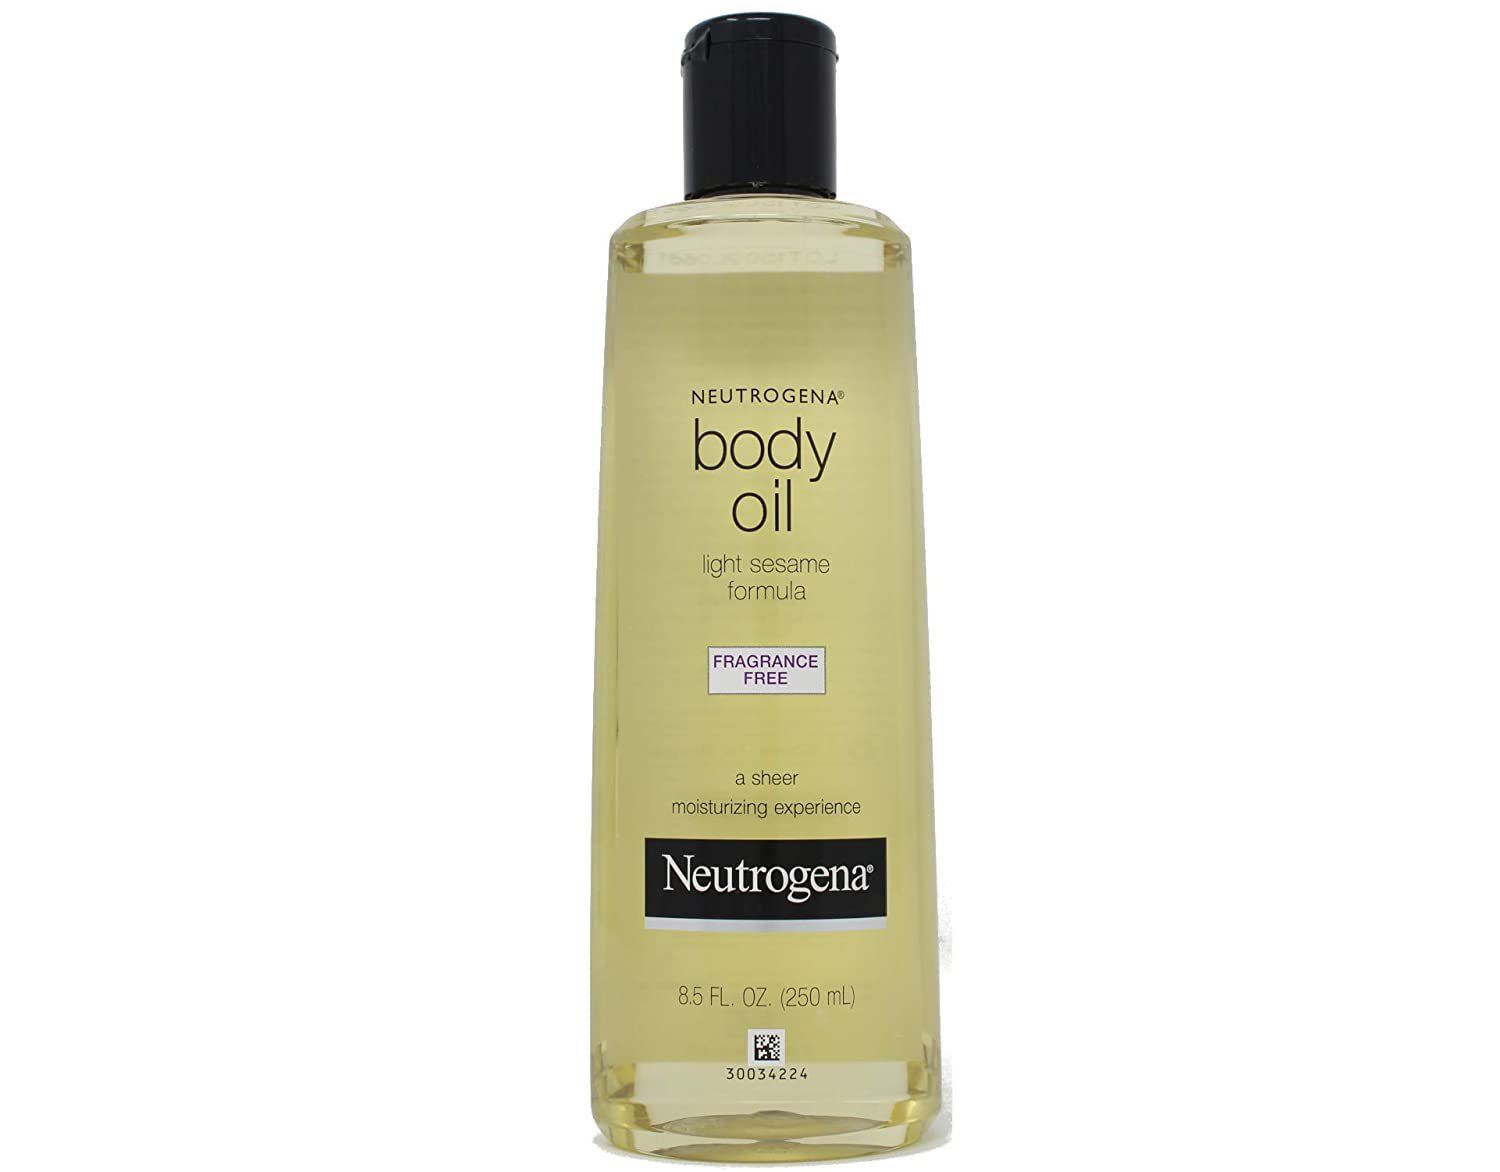 NEUTROGENA®
body
oil
light sesame
formula
FRAGRANCE
FREE
a sheer
moisturizing experience
Neutrogena®
8.5 FL. OZ. (250 mL)
30034224